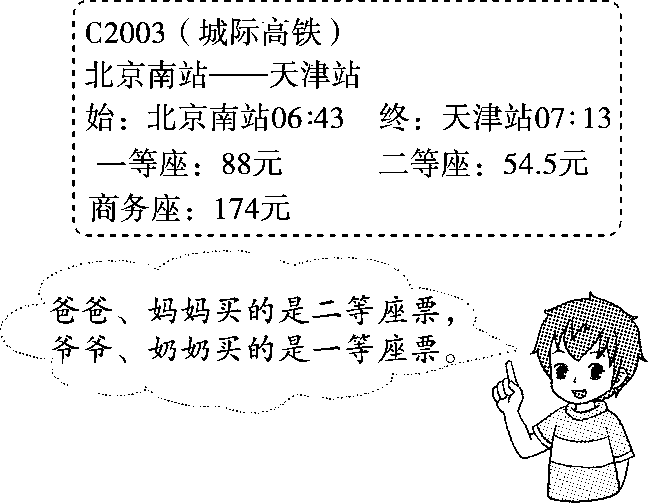 C2003（城际高铁）
北京南站——天津站
始：北京南站06:43　终：天津站07:13
一等座：88元　二等座：54.5元
商务座：174元
爸爸、妈妈买的是二等座票，
爷爷、奶奶买的是一等座票。